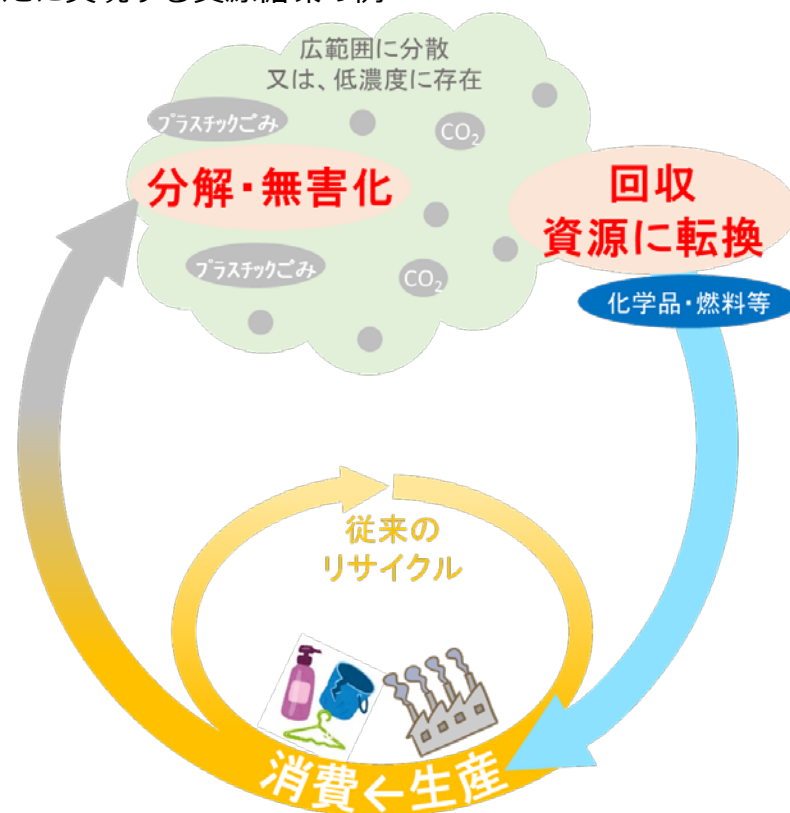 広範囲に分散
又は、低濃度に存在
プラスチックごみ
CO₂
分解・無害化
回収
資源に転換
プラスチックごみ
CO₂
化学品・燃料等
従来の
リサイクル
消費←生産